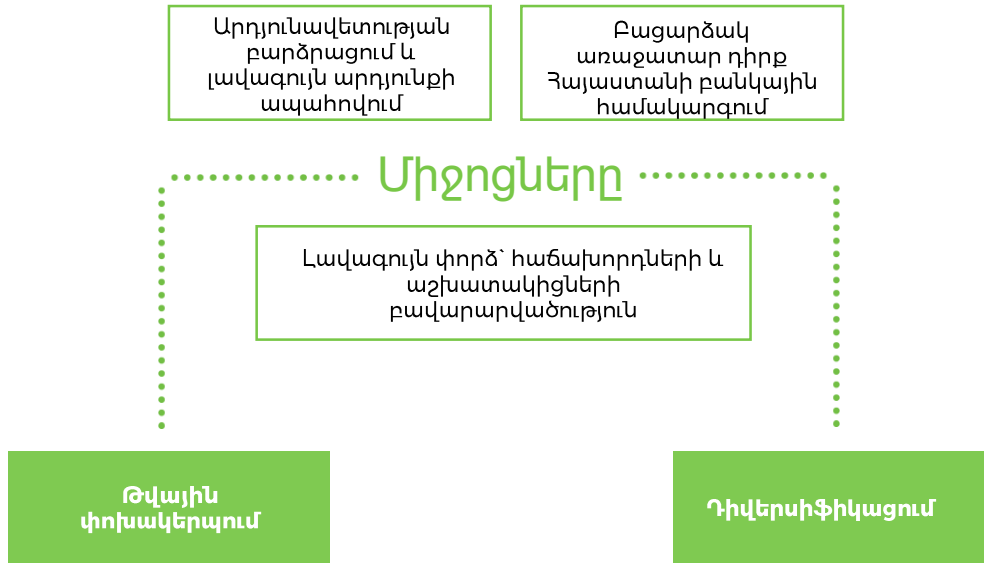 Արդյունավետության
բարձրացում և
լավագույն արդյունքի
ապահովում
Բացարձակ
առաջատար դիրք
Հայաստանի բանկային
համակարգում
Միջոցները
Լավագույն փորձ՝ հաճախորդների և
աշխատակիցների
բավարարվածություն
Թվային
փոխակերպում
Դիվերսիֆիկացում